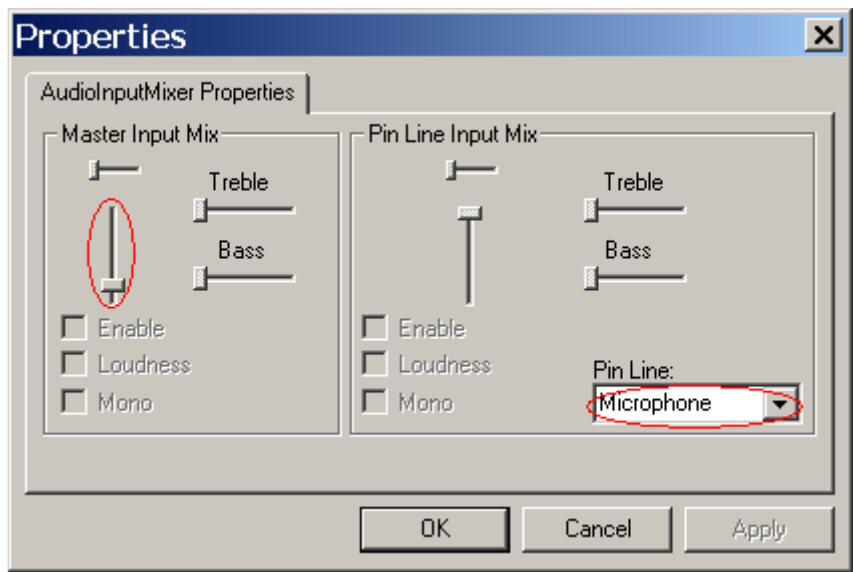 Properties
AudioInputMixer Properties
Master Input Mix
Treble
Bass
Enable
Loudness
Mono
Pin Line Input Mix
Treble
Bass
Enable
Loudness
Mono
Pin Line:
Microphone
OK Cancel Apply